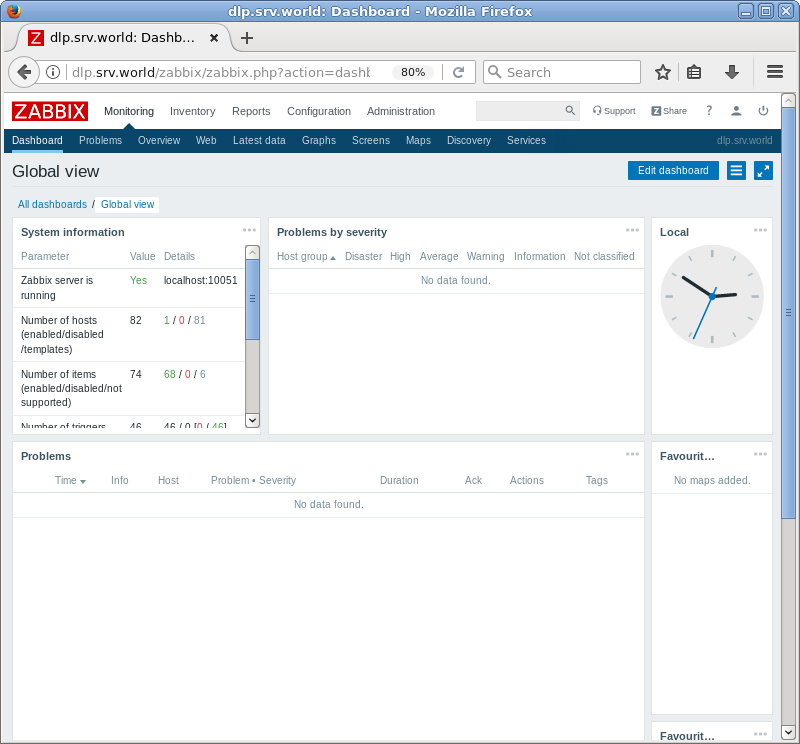 dlp.srv.world: Dashboard - Mozilla Firefox
Z dlp.srv.world: Dashb...
dlp.srv.world/zabbix/zabbix.php?action=dashb 80% Search
ZABBIX Monitoring Inventory Reports Configuration Administration Support Z Share ?
Dashboard Problems Overview Web Latest data Graphs Screens Maps Discovery Services dlp.srv.world
Global view Edit dashboard
All dashboards / Global view
System information
Parameter Value Details
Zabbix server is Yes localhost:10051
running
Number of hosts 82 1 / 0 / 81
(enabled/disabled
/templates)
Number of items 74 68 / 0 / 6
(enabled/disabled/not
supported)
Number of triggers 46 46 / 0 [0 / 46]
Problems by severity
Host group Disaster High Average Warning Information Not classified
No data found.
Local
Problems
Time Info Host Problem • Severity Duration Ack Actions Tags
No data found.
Favourit...
No maps added.
Favourit...